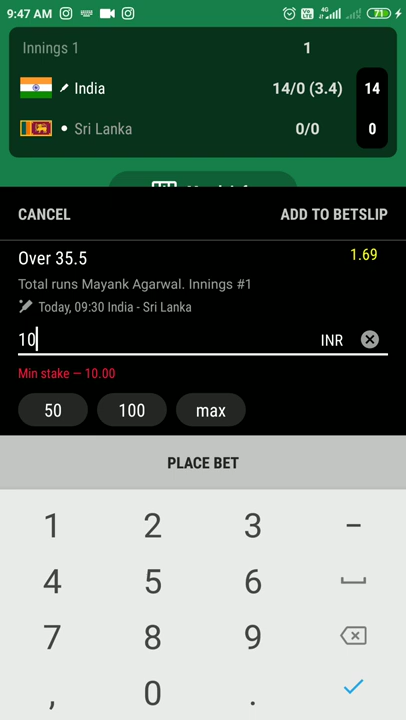 9:47 AM
4G
71
Innings 1 1
India 14/0 (3.4) 14
Sri Lanka 0/0 0
CANCEL ADD TO BETSLIP
Over 35.5 1.69
Total runs Mayank Agarwal. Innings #1
Today, 09:30 India - Sri Lanka
10 INR
Min stake — 10.00
50 100 max
PLACE BET
1 2 3 –
4 5 6
7 8 9
, 0 .